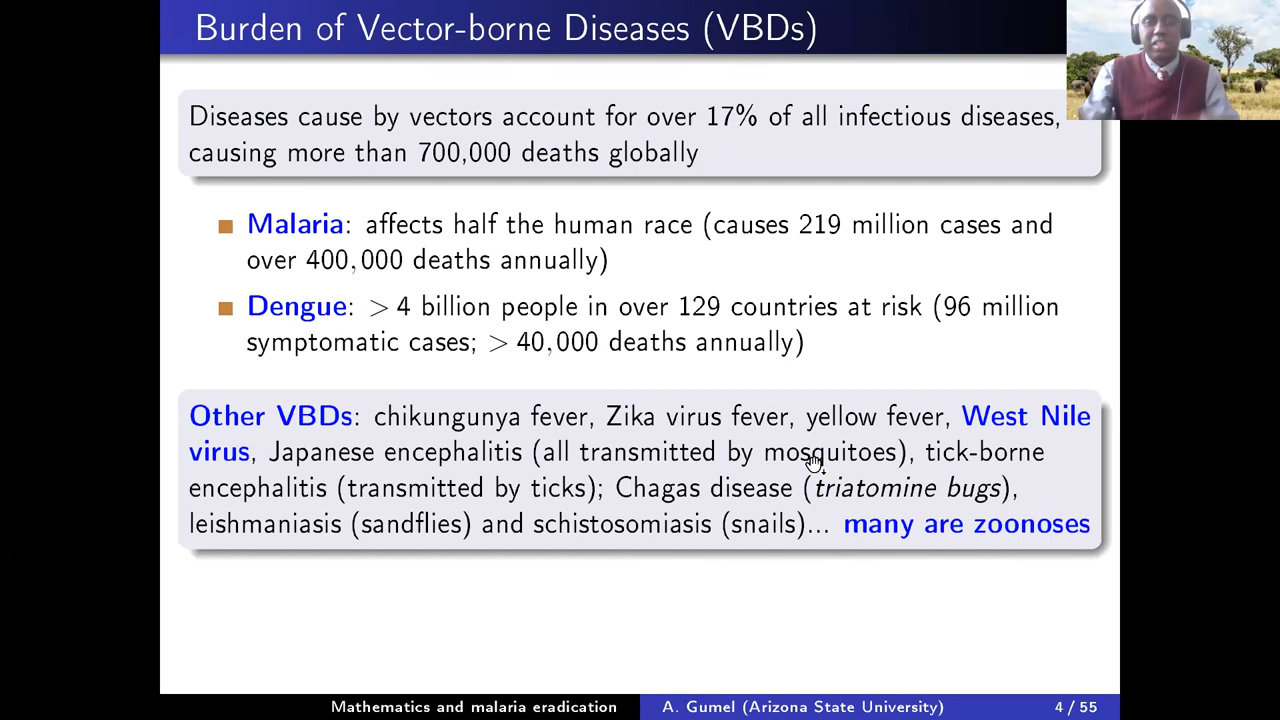 Burden of Vector-borne Diseases (VBDs)
Diseases cause by vectors account for over 17% of all infectious diseases,
causing more than 700,000 deaths globally
Malaria: affects half the human race (causes 219 million cases and
over 400,000 deaths annually)
Dengue: > 4 billion people in over 129 countries at risk (96 million
symptomatic cases; > 40,000 deaths annually)
Other VBDs: chikungunya fever, Zika virus fever, yellow fever, West Nile
virus, Japanese encephalitis (all transmitted by mosquitoes), tick-borne
encephalitis (transmitted by ticks); Chagas disease (triatomine bugs),
leishmaniasis (sandflies) and schistosomiasis (snails)... many are zoonoses
Mathematics and malaria eradication A. Gumel (Arizona State University) 4 / 55